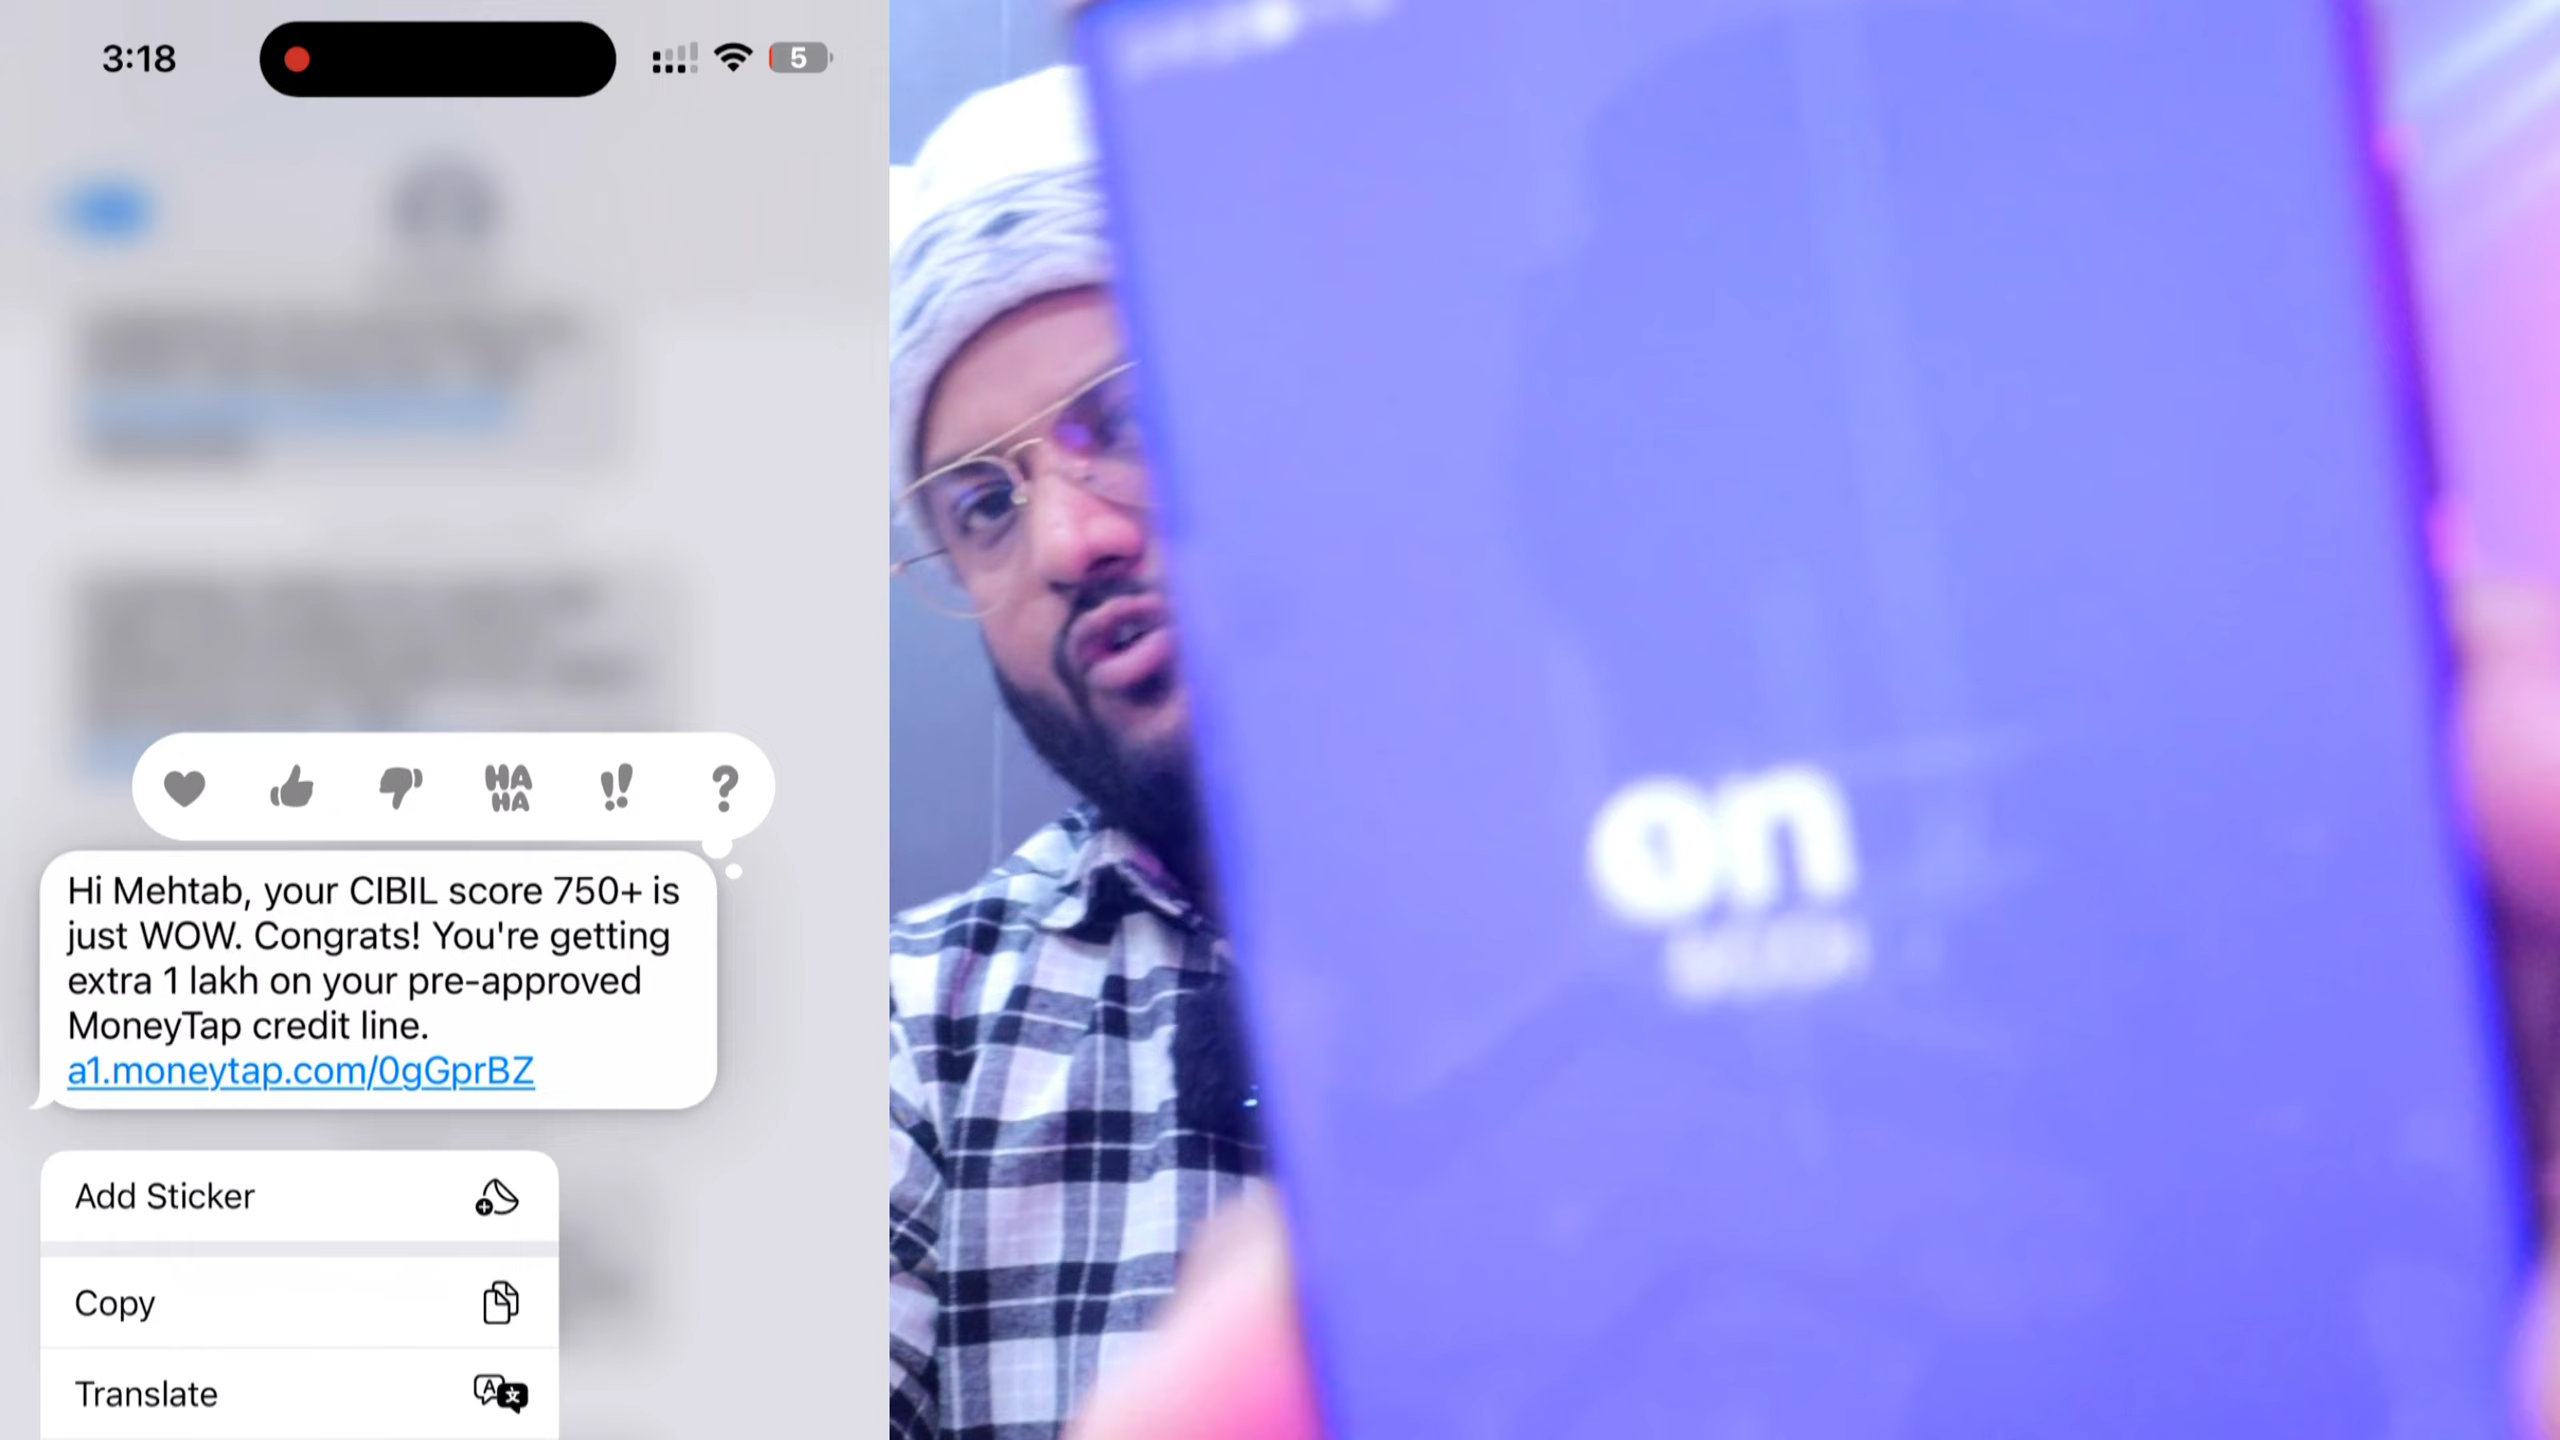 3:18
5
HA
HA
!!
?
Hi Mehtab, your CIBIL score 750+ is
just WOW. Congrats! You're getting
extra 1 lakh on your pre-approved
MoneyTap credit line.
a1.moneytap.com/0gGprBZ
Add Sticker
Copy
Translate
on